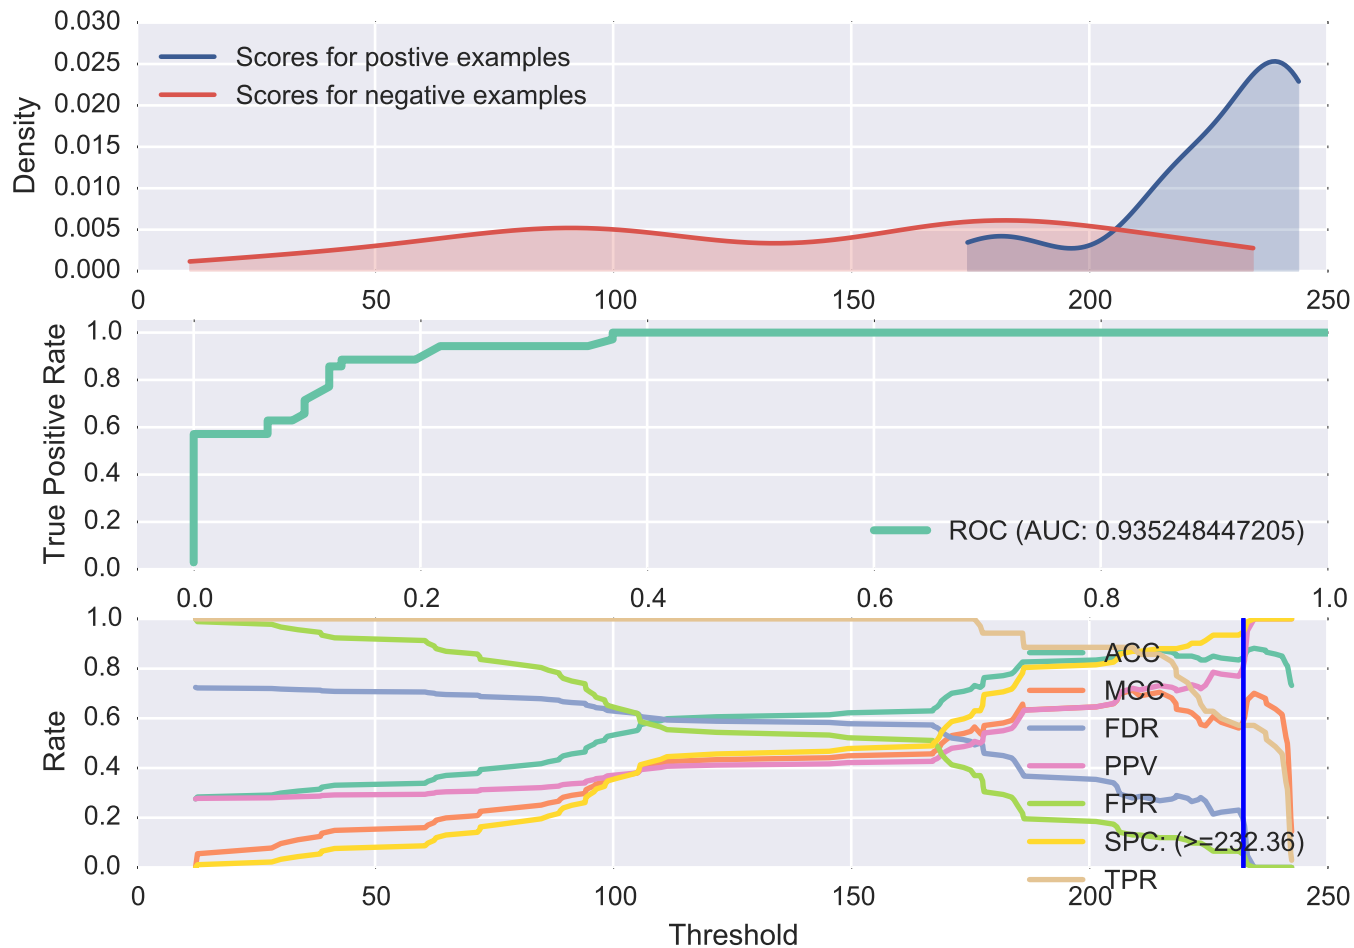 0.030
0.025
0.020
0.015
0.010
0.005
0.000
Density
Scores for postive examples
Scores for negative examples
0
50
100
150
200
250
1.0
0.8
0.6
0.4
0.2
0.0
True Positive Rate
ROC (AUC: 0.935248447205)
0.0
0.2
0.4
0.6
0.8
1.0
1.0
0.8
0.6
0.4
0.2
0.0
Rate
ACC
MCC
FDR
PPV
FPR
SPC: (>=232.36)
TPR
0
50
100
150
200
250
Threshold